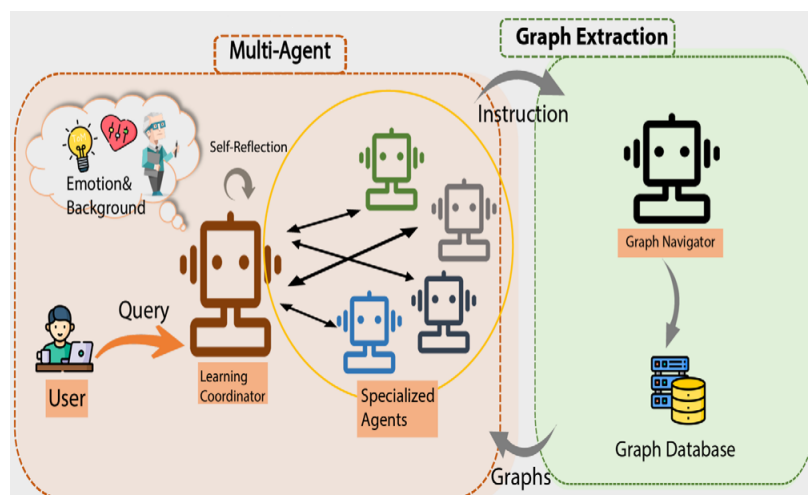 Multi-Agent
Graph Extraction
Instruction
Self-Reflection
Emotion&
Background
Query
User
Learning
Coordinator
Specialized
Agents
Graph Navigator
Graph Database
Graphs